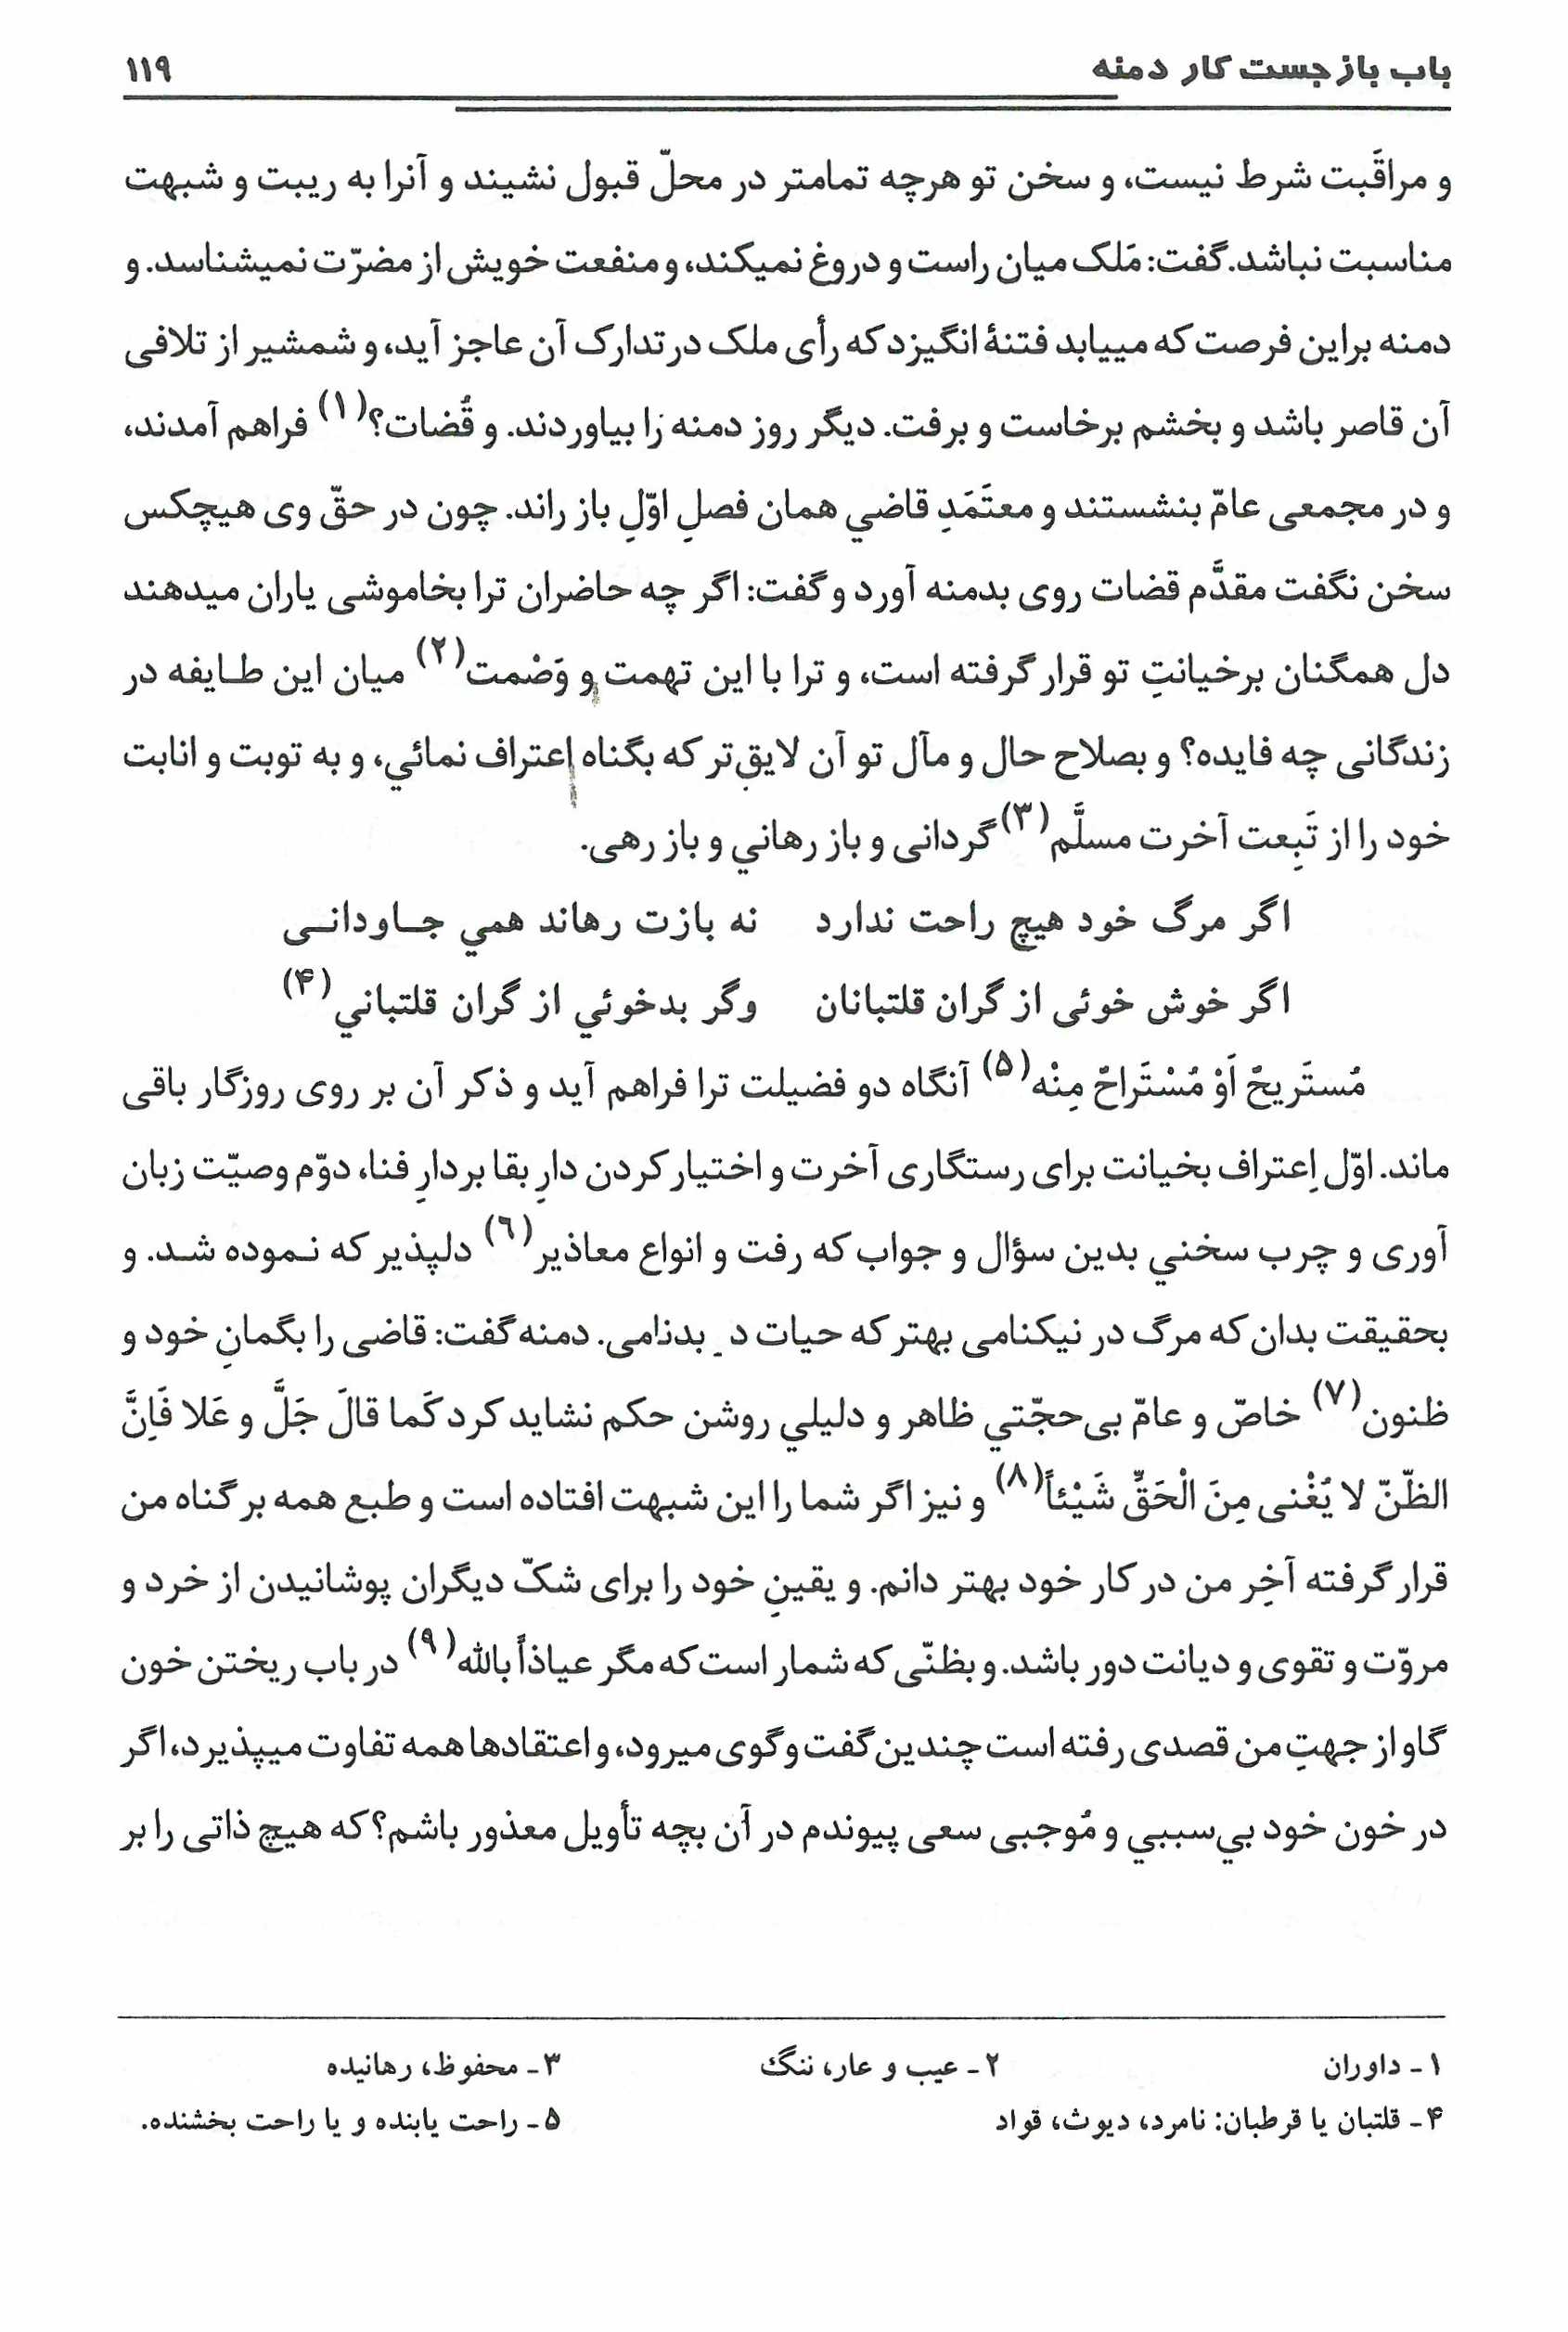 باب بازجست کار دمنه ۱۱۹
و مراقَبت شرط نیست، و سخن تو هرچه تمامتر در محلّ قبول نشیند و آنرا به ریبت و شبهت
مناسبت نباشد. گفت: مَلک میان راست و دروغ نمیکند، و منفعت خویش از مضرّت نمیشناسد. و
دمنه براین فرصت که مییابد فتنهٔ انگیزد که رأی ملک در تدارک آن عاجز آید، و شمشیر از تلافی
آن قاصر باشد و بخشم برخاست و برفت. دیگر روز دمنه را بیاوردند. و قُضات؟(۱) فراهم آمدند،
و در مجمعی عامّ بنشستند و معتَمَدِ قاضي همان فصلِ اوّلِ باز راند. چون در حقّ وی هیچکس
سخن نگفت مقدَّم قضات روی بدمنه آورد و گفت: اگر چه حاضران ترا بخاموشی یاران میدهند
دل همگنان برخیانتِ تو قرار گرفته است، و ترا با این تهمت و وَصْمت(۲) میان این طـایفه در
زندگانی چه فایده؟ و بصلاح حال و مآل تو آن لایق‌تر که بگناه اعتراف نمائي، و به توبت و انابت
خود را از تَبِعت آخرت مسلَّم(۳) گردانی و باز رهاني و باز رهی.
اگر مرگ خود هیچ راحت ندارد نه بازت رهاند همي جـاودانـی
اگر خوش خوئی از گران قلتبانان وگر بدخوئي از گران قلتباني(۴)
مُستَریحٌ اَوْ مُسْتَراحٌ مِنْه(۵) آنگاه دو فضیلت ترا فراهم آید و ذکر آن بر روی روزگار باقی
ماند. اوّل اِعتراف بخیانت برای رستگاری آخرت و اختیار کردن دارِ بقا بردارِ فنا، دوّم وصیّت زبان
آوری و چرب سخني بدین سؤال و جواب که رفت و انواع معاذیر(٦) دلپذیر که نـموده شـد. و
بحقیقت بدان که مرگ در نیکنامی بهتر که حیات د بدنامی. دمنه گفت: قاضی را بگمانِ خود و
ظنون(۷) خاصّ و عامّ بی‌حجّتي ظاهر و دلیلي روشن حکم نشاید کرد کَما قالَ جَلَّ و عَلا فَاِنَّ
الظّنّ لا یُغْنی مِنَ الْحَقِّ شَیْئاً(۸) و نیز اگر شما را این شبهت افتاده است و طبع همه بر گناه من
قرار گرفته آخِر من در کار خود بهتر دانم. و یقینِ خود را برای شکّ دیگران پوشانیدن از خرد و
مروّت و تقوی و دیانت دور باشد. و بظنّی که شمار است که مگر عیاذاً بالله(۹) در باب ریختن خون
گاو از جهتِ من قصدی رفته است چندین گفت و گوی میرود، و اعتقادها همه تفاوت میپذیرد، اگر
در خون خود بي‌سببي و مُوجبی سعی پیوندم در آن بچه تأویل معذور باشم؟ که هیچ ذاتی را بر
۱ - داوران ۲ - عیب و عار، ننگ ۳ - محفوظ، رهانیده
۴ - قلتبان یا قرطبان: نامرد، دیوث، قواد ۵ - راحت یابنده و یا راحت بخشنده.